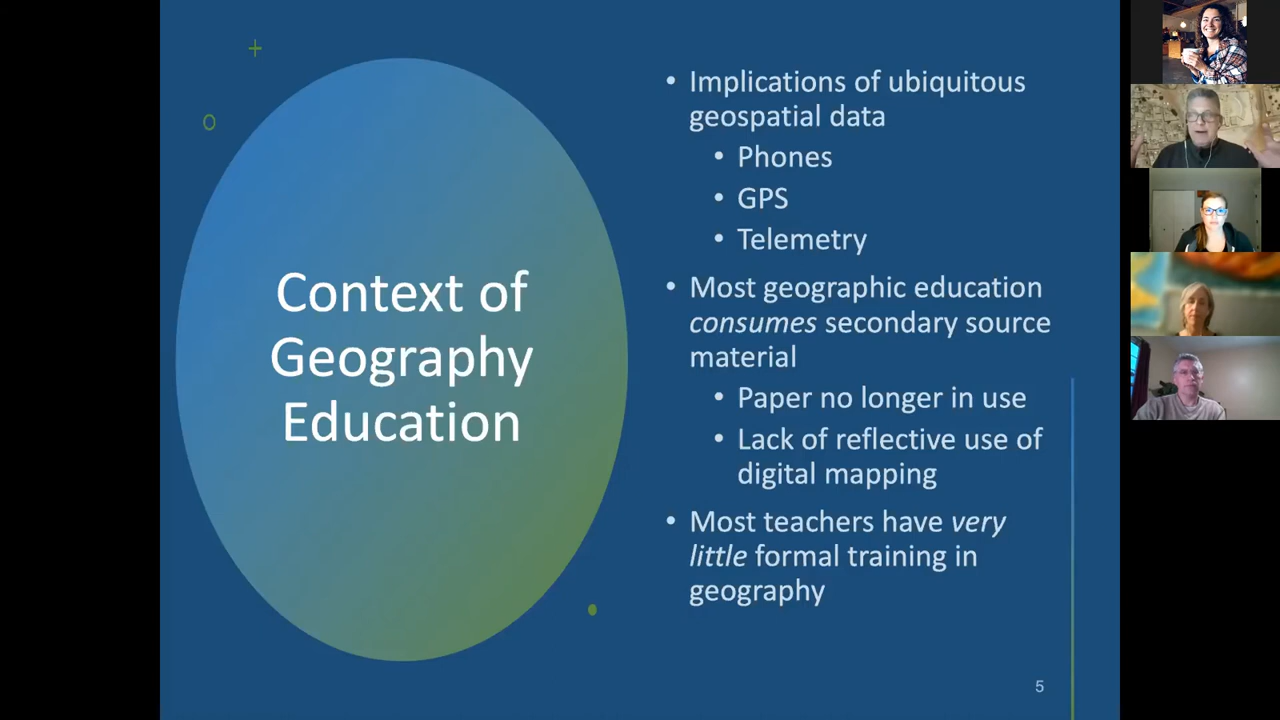 Context of
Geography
Education
• Implications of ubiquitous
geospatial data
• Phones
• GPS
• Telemetry
• Most geographic education
consumes secondary source
material
• Paper no longer in use
• Lack of reflective use of
digital mapping
• Most teachers have very
little formal training in
geography
5